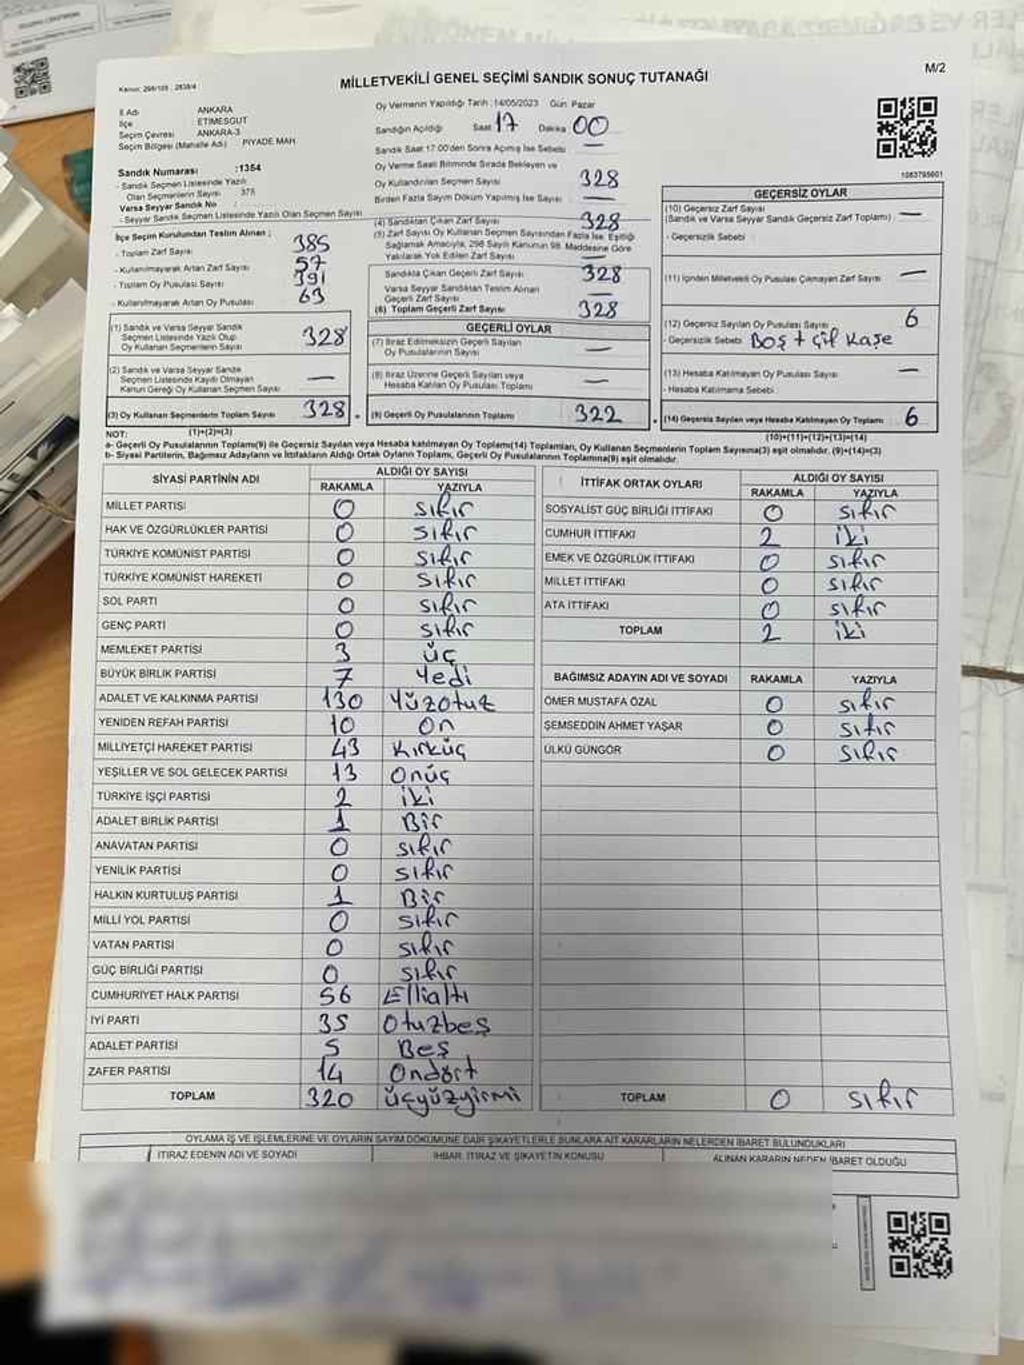 M/2
Kanun: 298/105 ; 2839/4
MİLLETVEKİLİ GENEL SEÇİMİ SANDIK SONUÇ TUTANAĞI
İl Adı ANKARA
İlçe ETİMESGUT
Seçim Çevresi ANKARA-3
Seçim Bölgesi (Mahalle Adı) PİYADE MAH
Sandık Numarası :1354
- Sandık Seçmen Listesinde Yazılı
Olan Seçmenlerin Sayısı 375
Varsa Seyyar Sandık No :
- Seyyar Sandık Seçmen Listesinde Yazılı Olan Seçmen Sayısı
İlçe Seçim Kurulundan Teslim Alınan ;
- Toplam Zarf Sayısı 385
- Kullanılmayarak Artan Zarf Sayısı 57
- Toplam Oy Pusulası Sayısı 391
- Kullanılmayarak Artan Oy Pusulası 63
(1) Sandık ve Varsa Seyyar Sandık
Seçmen Listesinde Yazılı Olup
Oy Kullanan Seçmenlerin Sayısı 328
(2) Sandık ve Varsa Seyyar Sandık
Seçmen Listesinde Kaydı Olmayan
Kanun Gereği Oy Kullanan Seçmen Sayısı —
(3) Oy Kullanan Seçmenlerin Toplam Sayısı 328
(1)+(2)=(3)
Oy Vermenin Yapıldığı Tarih ; 14/05/2023 Gün: Pazar
Sandığın Açıldığı Saat 17 Dakika 00
Sandık Saat 17:00'den Sonra Açılmış İse Sebebi —
Oy Verme Saati Bitiminde Sırada Bekleyen ve
Oy Kullandırılan Seçmen Sayısı 328
Birden Fazla Sayım Döküm Yapılmış İse Sayısı —
(4) Sandıktan Çıkan Zarf Sayısı 328
(5) Zarf Sayısı Oy Kullanan Seçmen Sayısından Fazla İse, Eşitliği
Sağlamak Amacıyla, 298 Sayılı Kanunun 98. Maddesine Göre
Yakılarak Yok Edilen Zarf Sayısı —
Sandıkta Çıkan Geçerli Zarf Sayısı 328
Varsa Seyyar Sandıktan Teslim Alınan
Geçerli Zarf Sayısı —
(6) Toplam Geçerli Zarf Sayısı 328
GEÇERLİ OYLAR
(7) İtiraz Edilmeksizin Geçerli Sayılan
Oy Pusulalarının Sayısı —
(8) İtiraz Üzerine Geçerli Sayılan veya
Hesaba Katılan Oy Pusulası Toplamı —
(9) Geçerli Oy Pusulalarının Toplamı 322
1083795601
GEÇERSİZ OYLAR
(10) Geçersiz Zarf Sayısı
(Sandık ve Varsa Seyyar Sandık Geçersiz Zarf Toplamı) —
- Geçersizlik Sebebi :
(11) İçinden Milletvekili Oy Pusulası Çıkmayan Zarf Sayısı —
(12) Geçersiz Sayılan Oy Pusulası Sayısı 6
- Geçersizlik Sebebi Boş + Çif Kaşe
(13) Hesaba Katılmayan Oy Pusulası Sayısı —
- Hesaba Katılmama Sebebi :
(14) Geçersiz Sayılan veya Hesaba Katılmayan Oy Toplamı 6
(10)+(11)+(12)+(13)=(14)
NOT:
a- Geçerli Oy Pusulalarının Toplamı(9) ile Geçersiz Sayılan veya Hesaba katılmayan Oy Toplamı(14) Toplamları, Oy Kullanan Seçmenlerin Toplam Sayısına(3) eşit olmalıdır. (9)+(14)=(3)
b- Siyasi Partilerin, Bağımsız Adayların ve İttifakların Aldığı Ortak Oyların Toplamı, Geçerli Oy Pusulalarının Toplamına(9) eşit olmalıdır.
SİYASİ PARTİNİN ADI ALDIĞI OY SAYISI
RAKAMLA YAZIYLA
MİLLET PARTİSİ 0 sıfır
HAK VE ÖZGÜRLÜKLER PARTİSİ 0 sıfır
TÜRKİYE KOMÜNİST PARTİSİ 0 sıfır
TÜRKİYE KOMÜNİST HAREKETİ 0 sıfır
SOL PARTİ 0 sıfır
GENÇ PARTİ 0 sıfır
MEMLEKET PARTİSİ 3 üç
BÜYÜK BİRLİK PARTİSİ 7 Yedi
ADALET VE KALKINMA PARTİSİ 130 Yüzotuz
YENİDEN REFAH PARTİSİ 10 on
MİLLİYETÇİ HAREKET PARTİSİ 43 Kırküç
YEŞİLLER VE SOL GELECEK PARTİSİ 13 Onüç
TÜRKİYE İŞÇİ PARTİSİ 2 iki
ADALET BİRLİK PARTİSİ 1 Bir
ANAVATAN PARTİSİ 0 sıfır
YENİLİK PARTİSİ 0 sıfır
HALKIN KURTULUŞ PARTİSİ 1 Bir
MİLLİ YOL PARTİSİ 0 sıfır
VATAN PARTİSİ 0 sıfır
GÜÇ BİRLİĞİ PARTİSİ 0 sıfır
CUMHURİYET HALK PARTİSİ 56 Ellialtı
İYİ PARTİ 35 Otuzbeş
ADALET PARTİSİ 5 Beş
ZAFER PARTİSİ 14 Ondört
TOPLAM 320 üçyüzyirmi
İTTİFAK ORTAK OYLARI ALDIĞI OY SAYISI
RAKAMLA YAZIYLA
SOSYALİST GÜÇ BİRLİĞİ İTTİFAKI 0 sıfır
CUMHUR İTTİFAKI 2 iki
EMEK VE ÖZGÜRLÜK İTTİFAKI 0 sıfır
MİLLET İTTİFAKI 0 sıfır
ATA İTTİFAKI 0 sıfır
TOPLAM 2 iki
BAĞIMSIZ ADAYIN ADI VE SOYADI RAKAMLA YAZIYLA
ÖMER MUSTAFA ÖZAL 0 sıfır
ŞEMSEDDİN AHMET YAŞAR 0 sıfır
ÜLKÜ GÜNGÖR 0 sıfır
TOPLAM 0 sıfır
OYLAMA İŞ VE İŞLEMLERİNE VE OYLARIN SAYIM DÖKÜMÜNE DAİR ŞİKAYETLERLE BUNLARA AİT KARARLARIN NELERDEN İBARET BULUNDUKLARI
İTİRAZ EDENİN ADI VE SOYADI İHBAR, İTİRAZ VE ŞİKAYETİN KONUSU ALINAN KARARIN NEDEN İBARET OLDUĞU